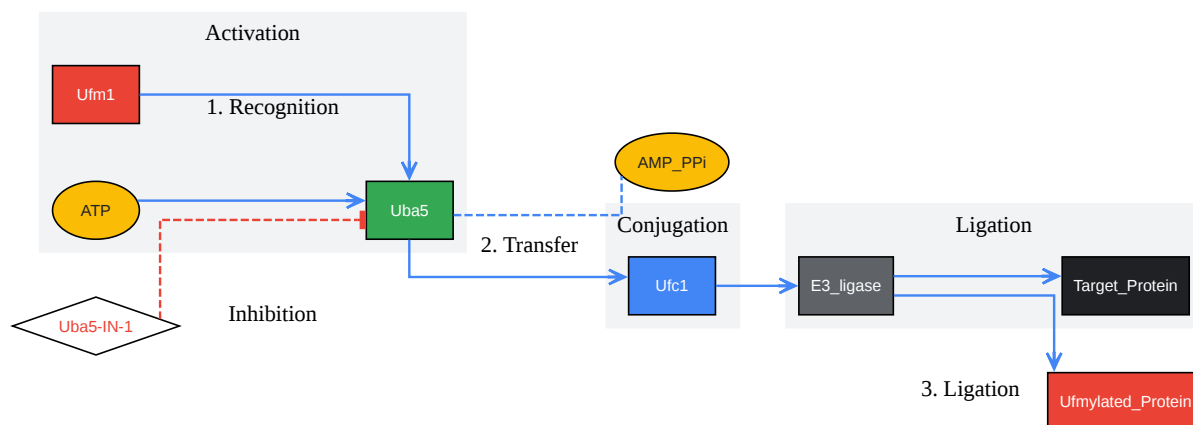 Activation
Ufm1
1. Recognition
AMP_PPi
ATP
Uba5
Conjugation
Ligation
2. Transfer
Ufc1
E3_ligase
Target_Protein
Inhibition
Uba5-IN-1
3. Ligation
Ufmylated_Protein